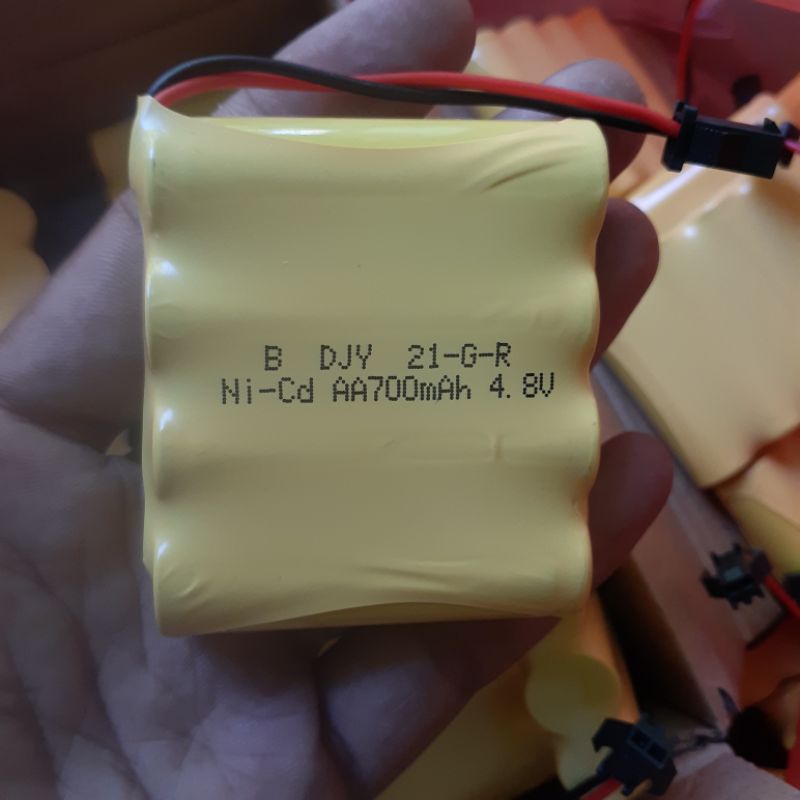 B DJY 21-G-R
Ni-Cd AA700mAh 4.8V